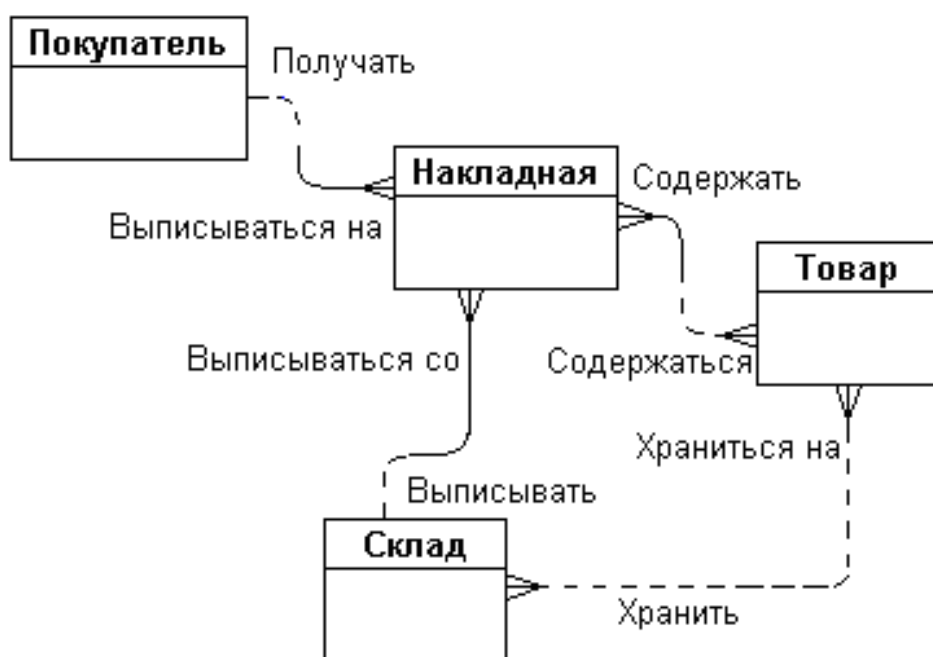 Покупатель
Получать
Накладная
Содержать
Выписываться на
Товар
Выписываться со
Содержаться
Храниться на
Выписывать
Склад
Хранить